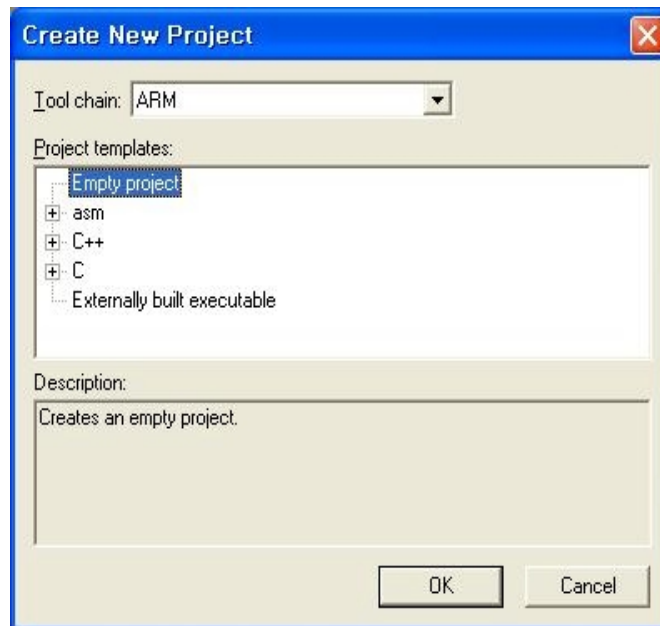 Create New Project
Tool chain: ARM
Project templates:
Empty project
asm
C++
C
Externally built executable
Description:
Creates an empty project.
OK Cancel